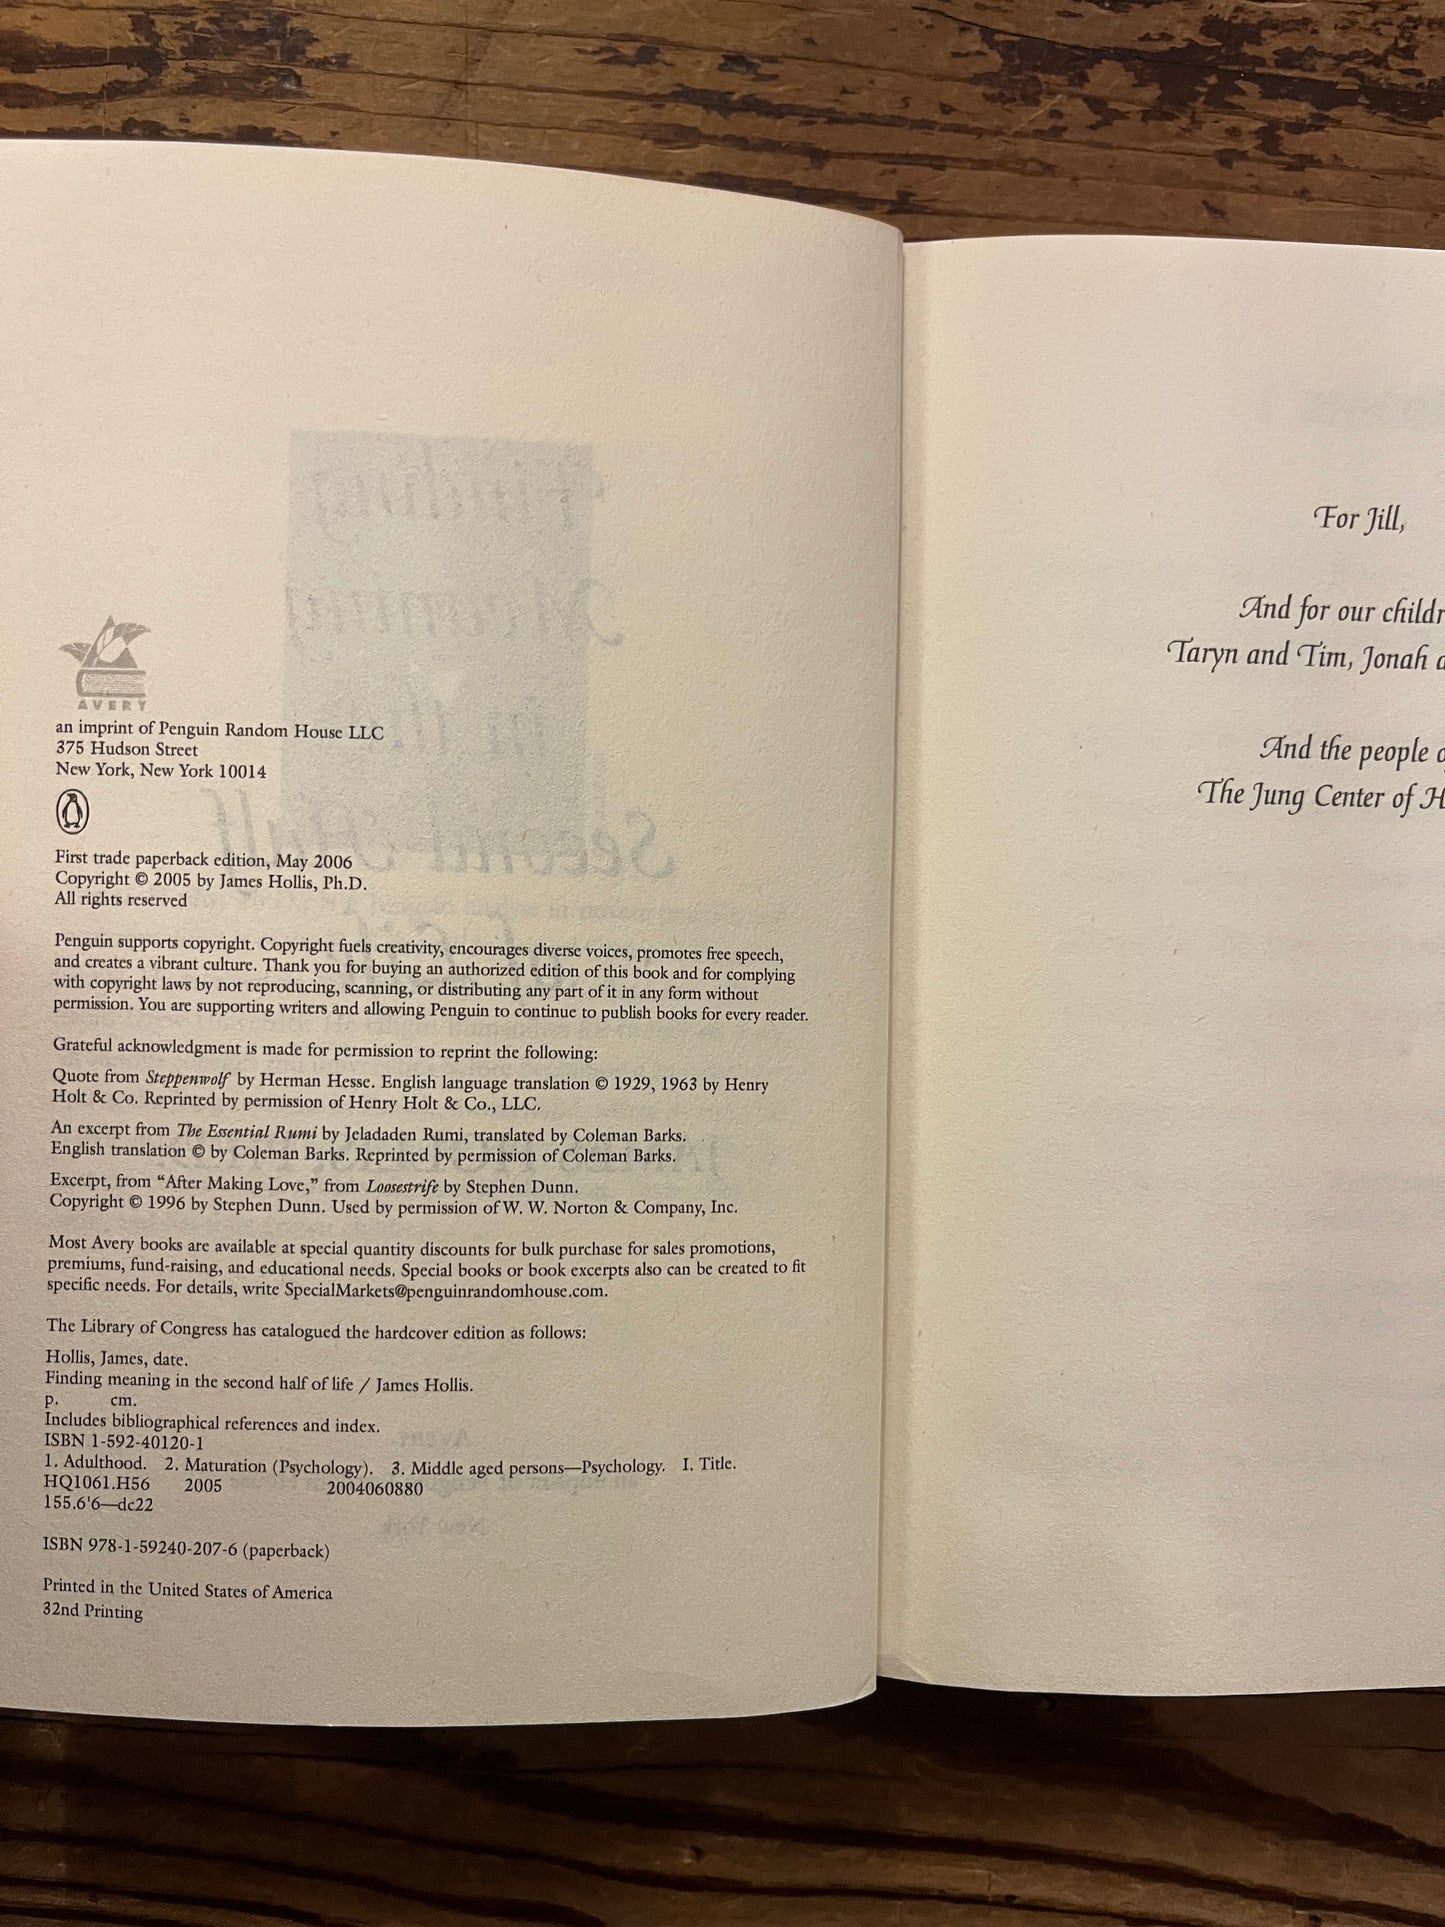 AVERY
an imprint of Penguin Random House LLC
375 Hudson Street
New York, New York 10014
First trade paperback edition, May 2006
Copyright © 2005 by James Hollis, Ph.D.
All rights reserved
Penguin supports copyright. Copyright fuels creativity, encourages diverse voices, promotes free speech,
and creates a vibrant culture. Thank you for buying an authorized edition of this book and for complying
with copyright laws by not reproducing, scanning, or distributing any part of it in any form without
permission. You are supporting writers and allowing Penguin to continue to publish books for every reader.
Grateful acknowledgment is made for permission to reprint the following:
Quote from Steppenwolf by Herman Hesse. English language translation © 1929, 1963 by Henry
Holt & Co. Reprinted by permission of Henry Holt & Co., LLC.
An excerpt from The Essential Rumi by Jeladaden Rumi, translated by Coleman Barks.
English translation © by Coleman Barks. Reprinted by permission of Coleman Barks.
Excerpt, from “After Making Love,” from Loosestrife by Stephen Dunn.
Copyright © 1996 by Stephen Dunn. Used by permission of W. W. Norton & Company, Inc.
Most Avery books are available at special quantity discounts for bulk purchase for sales promotions,
premiums, fund-raising, and educational needs. Special books or book excerpts also can be created to fit
specific needs. For details, write SpecialMarkets@penguinrandomhouse.com.
The Library of Congress has catalogued the hardcover edition as follows:
Hollis, James, date.
Finding meaning in the second half of life / James Hollis.
p. cm.
Includes bibliographical references and index.
ISBN 1-592-40120-1
1. Adulthood. 2. Maturation (Psychology). 3. Middle aged persons—Psychology. I. Title.
HQ1061.H56 2005 2004060880
155.6'6—dc22
ISBN 978-1-59240-207-6 (paperback)
Printed in the United States of America
32nd Printing
For Jill,
And for our childr
Taryn and Tim, Jonah a
And the people o
The Jung Center of H